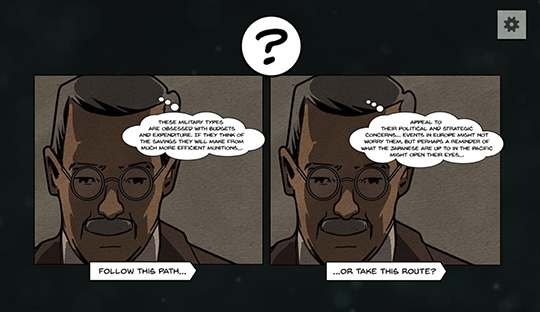 ?
THESE MILITARY TYPES
ARE OBSESSED WITH BUDGETS
AND EXPENDITURE. IF THEY THINK OF
THE SAVINGS THEY WILL MAKE FROM
MUCH MORE EFFICIENT MUNITIONS...
APPEAL TO
THEIR POLITICAL AND STRATEGIC
CONCERNS... EVENTS IN EUROPE MIGHT NOT
WORRY THEM, BUT PERHAPS A REMINDER OF
WHAT THE JAPANESE ARE UP TO IN THE PACIFIC
MIGHT OPEN THEIR EYES...
FOLLOW THIS PATH...
...OR TAKE THIS ROUTE?